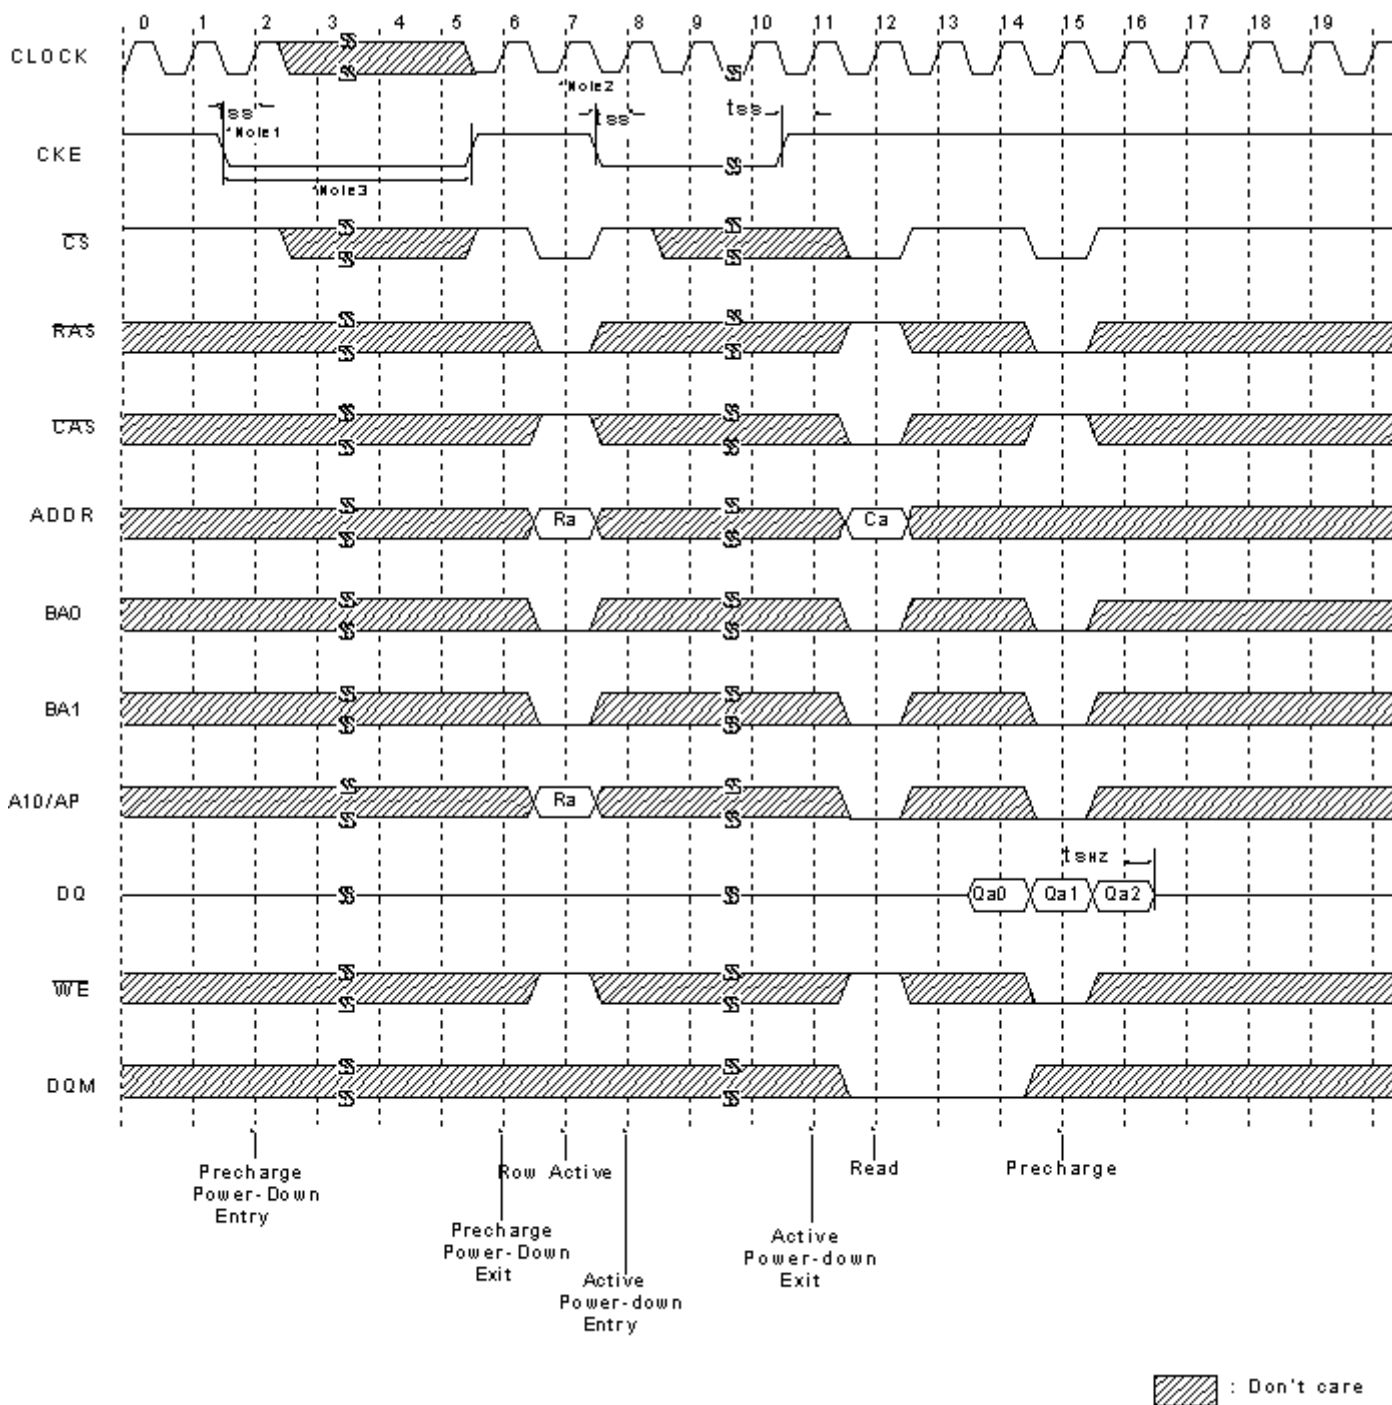 0 1 2 3 4 5 6 7 8 9 10 11 12 13 14 15 16 17 18 19
CLOCK
*Note2
tSS
tSS
tSS
*Note1
CKE
*Note3
CS
RAS
CAS
ADDR
Ra
Ca
BA0
BA1
A10/AP
Ra
tSHZ
DQ
Qa0
Qa1
Qa2
WE
DQM
Precharge
Power-Down
Entry
Row Active
Read
Precharge
Precharge
Power-Down
Exit
Active
Power-down
Exit
Active
Power-down
Entry
: Don't care